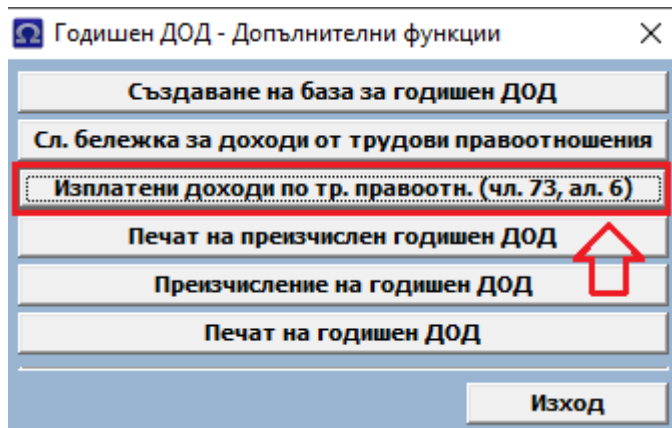 Годишен ДОД - Допълнителни функции
Създаване на база за годишен ДОД
Сл. бележка за доходи от трудови правоотношения
Изплатени доходи по тр. правоотн. (чл. 73, ал. 6)
Печат на преизчислен годишен ДОД
Преизчисление на годишен ДОД
Печат на годишен ДОД
Изход